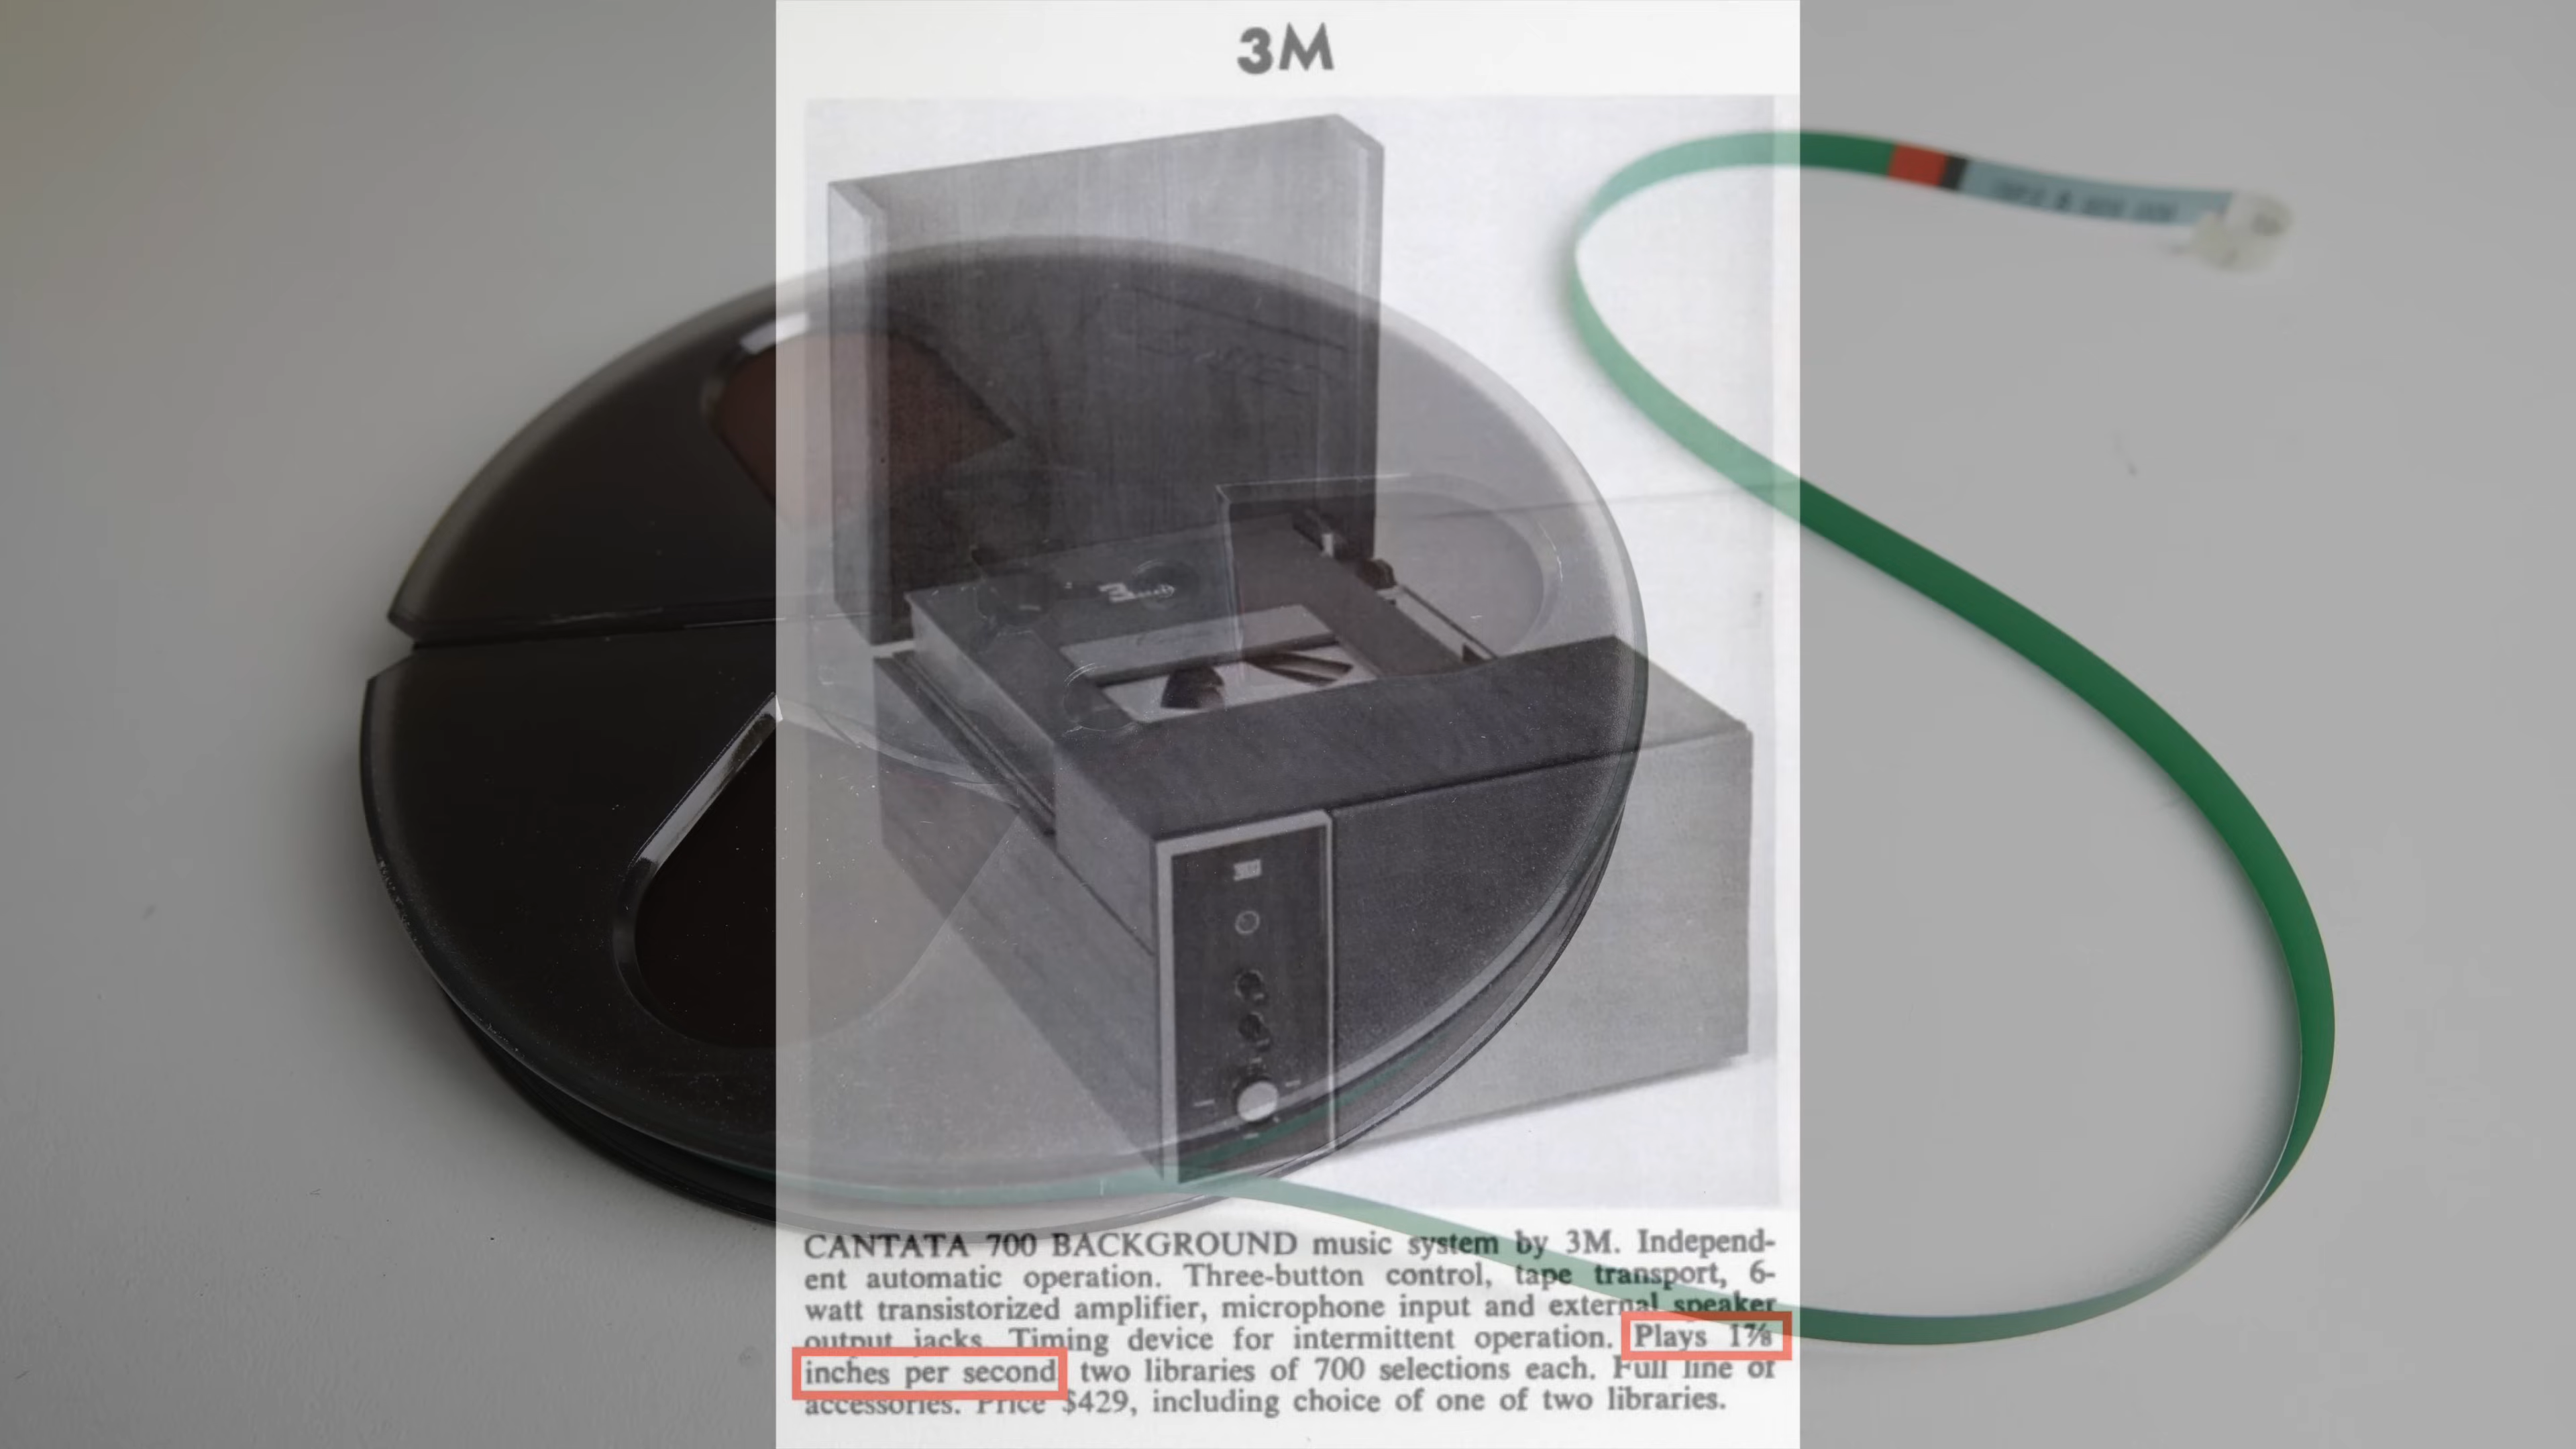 3M
CANTATA 700 BACKGROUND music system by 3M. Independ-
ent automatic operation. Three-button control, tape transport, 6-
watt transistorized amplifier, microphone input and external speaker
output jacks. Timing device for intermittent operation. Plays 1⅞
inches per second, two libraries of 700 selections each. Full line of
accessories. Price $429, including choice of one of two libraries.